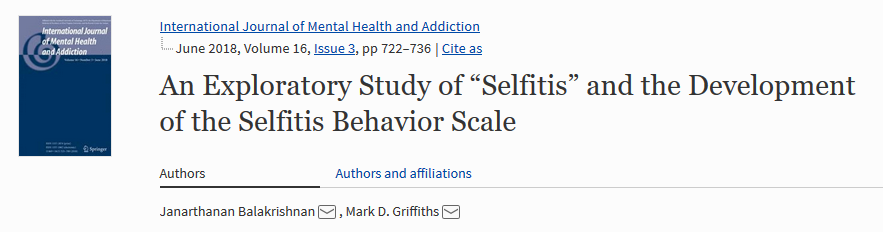 International Journal
of Mental Health
and Addiction
Springer
International Journal of Mental Health and Addiction
June 2018, Volume 16, Issue 3, pp 722–736 | Cite as
An Exploratory Study of “Selfitis” and the Development
of the Selfitis Behavior Scale
Authors
Authors and affiliations
Janarthanan Balakrishnan, Mark D. Griffiths